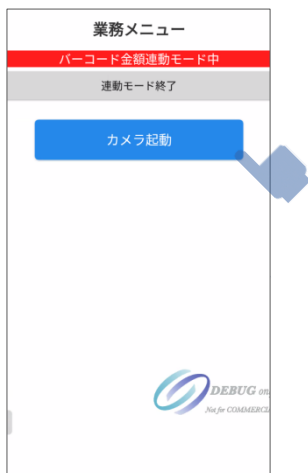 業務メニュー
バーコード金額連動モード中
連動モード終了
カメラ起動
DEBUG on
Not for COMMERCI